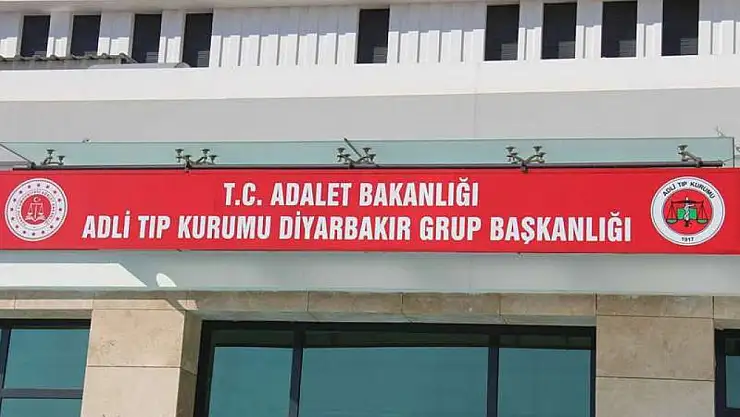 T.C. ADALET BAKANLIĞI
ADLİ TIP KURUMU DİYARBAKIR GRUP BAŞKANLIĞI
ADLİ TIP KURUMU
1917